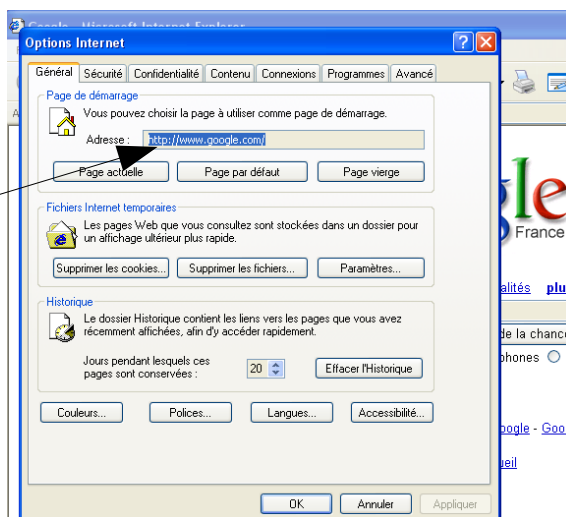 Google - Microsoft Internet Explorer
Options Internet
Général Sécurité Confidentialité Contenu Connexions Programmes Avancé
Page de démarrage
Vous pouvez choisir la page à utiliser comme page de démarrage.
Adresse : http://www.google.com/
Page actuelle Page par défaut Page vierge
Fichiers Internet temporaires
Les pages Web que vous consultez sont stockées dans un dossier pour
un affichage ultérieur plus rapide.
Supprimer les cookies... Supprimer les fichiers... Paramètres...
Historique
Le dossier Historique contient les liens vers les pages que vous avez
récemment affichées, afin d'y accéder rapidement.
Jours pendant lesquels ces
pages sont conservées :
20
Effacer l'Historique
Couleurs... Polices... Langues... Accessibilité...
OK Annuler Appliquer
gle
France
alités plu
de la chance
phones
oogle - Goo
ueil